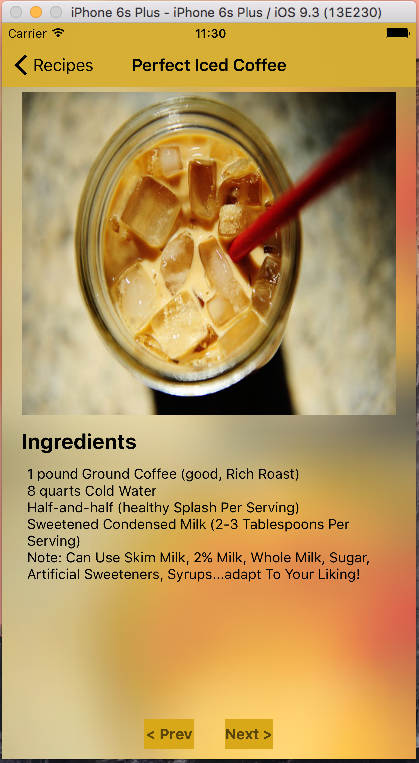 iPhone 6s Plus - iPhone 6s Plus / iOS 9.3 (13E230)
Carrier 11:30
Recipes Perfect Iced Coffee
Ingredients
1 pound Ground Coffee (good, Rich Roast)
8 quarts Cold Water
Half-and-half (healthy Splash Per Serving)
Sweetened Condensed Milk (2-3 Tablespoons Per
Serving)
Note: Can Use Skim Milk, 2% Milk, Whole Milk, Sugar,
Artificial Sweeteners, Syrups...adapt To Your Liking!
< Prev Next >